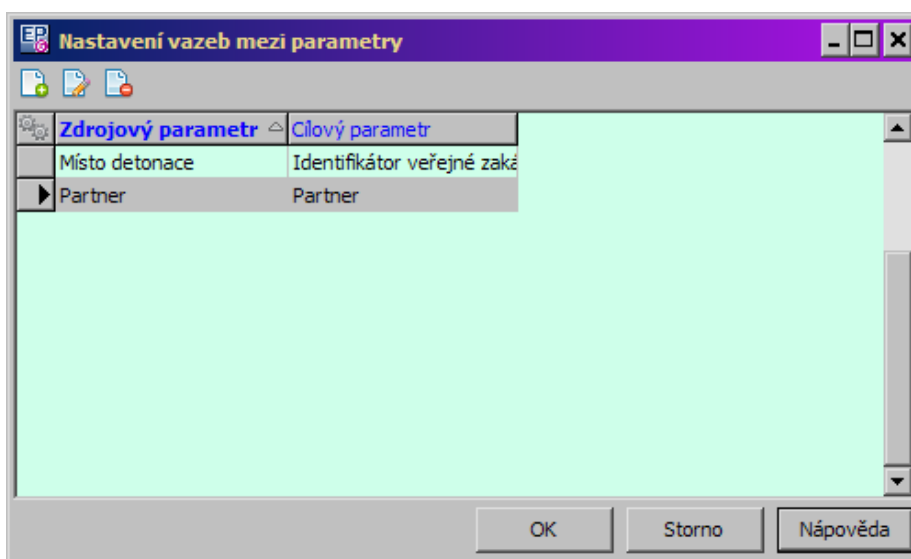 Nastavení vazeb mezi parametry
Zdrojový parametr Cílový parametr
Místo detonace Identifikátor veřejné zaká
Partner Partner
OK Storno Nápověda